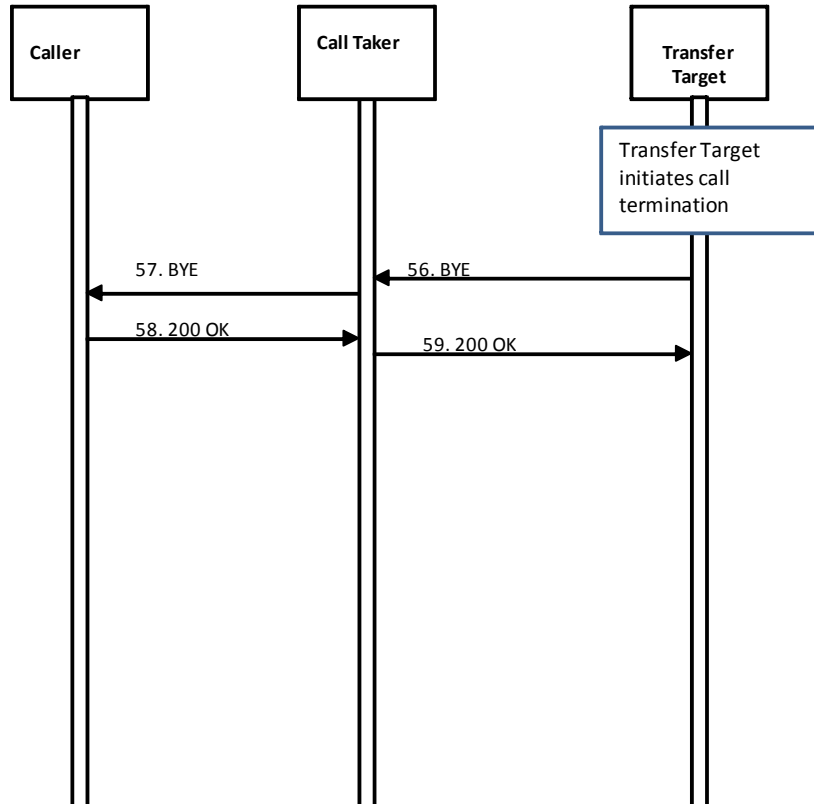 Caller
Call Taker
Transfer
Target
Transfer Target
initiates call
termination
57. BYE
56. BYE
58. 200 OK
59. 200 OK